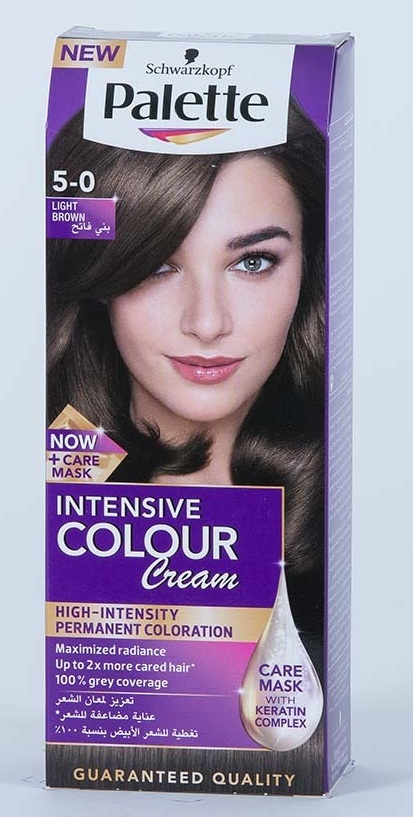 NEW
Schwarzkopf
Palette
5-0
LIGHT
BROWN
بني فاتح
NOW
+ CARE
MASK
INTENSIVE
COLOUR
Cream
HIGH-INTENSITY
PERMANENT COLORATION
Maximized radiance
Up to 2x more cared hair*
100% grey coverage
تعزيز لمعان الشعر
عناية مضاعفة للشعر*
تغطية للشعر الأبيض بنسبة ١٠٠٪
CARE
MASK
WITH
KERATIN
COMPLEX
GUARANTEED QUALITY